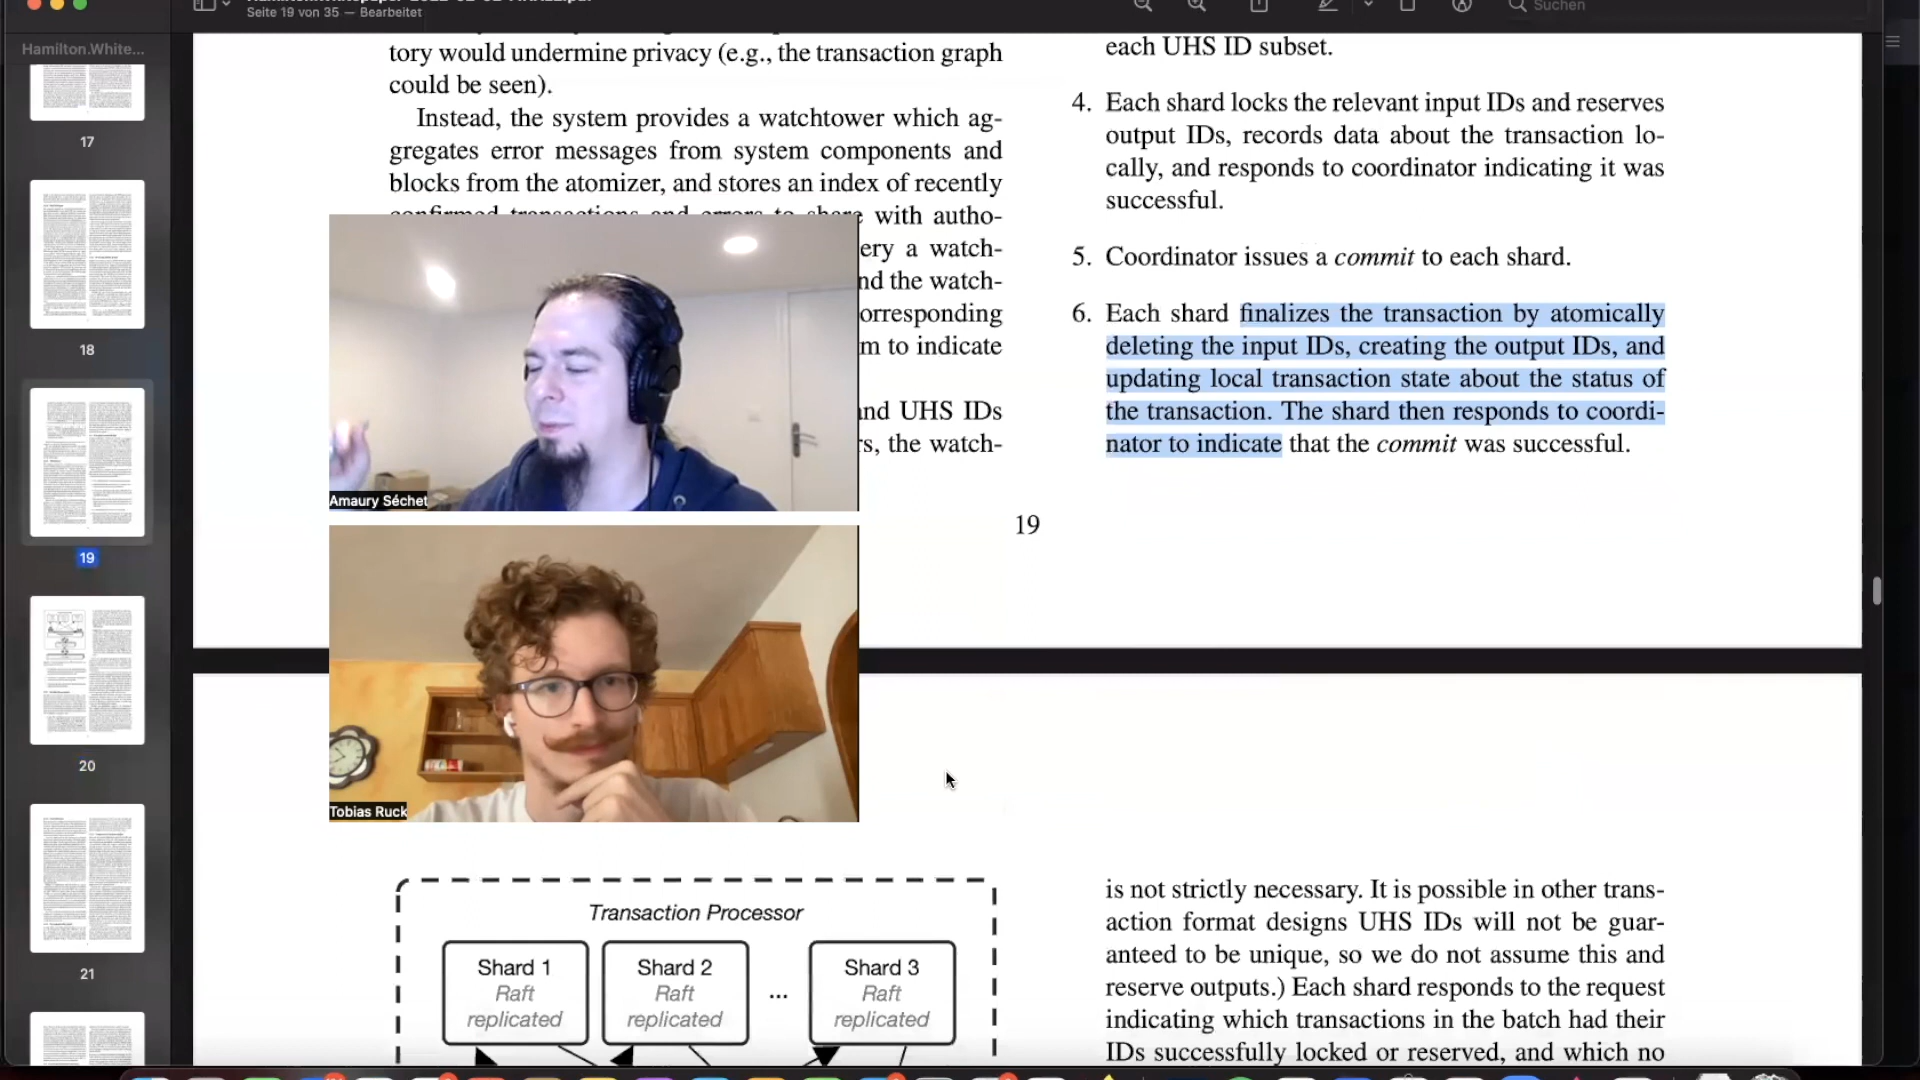 Seite 19 von 35 — Bearbeitet
Suchen
Hamilton.White...
17
18
19
20
21
tory would undermine privacy (e.g., the transaction graph
could be seen).
Instead, the system provides a watchtower which ag-
gregates error messages from system components and
blocks from the atomizer, and stores an index of recently
confirmed transactions and errors to share with autho-
ery a watch-
nd the watch-
orresponding
m to indicate
nd UHS IDs
s, the watch-
Amaury Séchet
Tobias Ruck
each UHS ID subset.
4. Each shard locks the relevant input IDs and reserves
output IDs, records data about the transaction lo-
cally, and responds to coordinator indicating it was
successful.
5. Coordinator issues a commit to each shard.
6. Each shard finalizes the transaction by atomically
deleting the input IDs, creating the output IDs, and
updating local transaction state about the status of
the transaction. The shard then responds to coordi-
nator to indicate that the commit was successful.
19
Transaction Processor
Shard 1
Raft
replicated
Shard 2
Raft
replicated
...
Shard 3
Raft
replicated
is not strictly necessary. It is possible in other trans-
action format designs UHS IDs will not be guar-
anteed to be unique, so we do not assume this and
reserve outputs.) Each shard responds to the request
indicating which transactions in the batch had their
IDs successfully locked or reserved, and which no